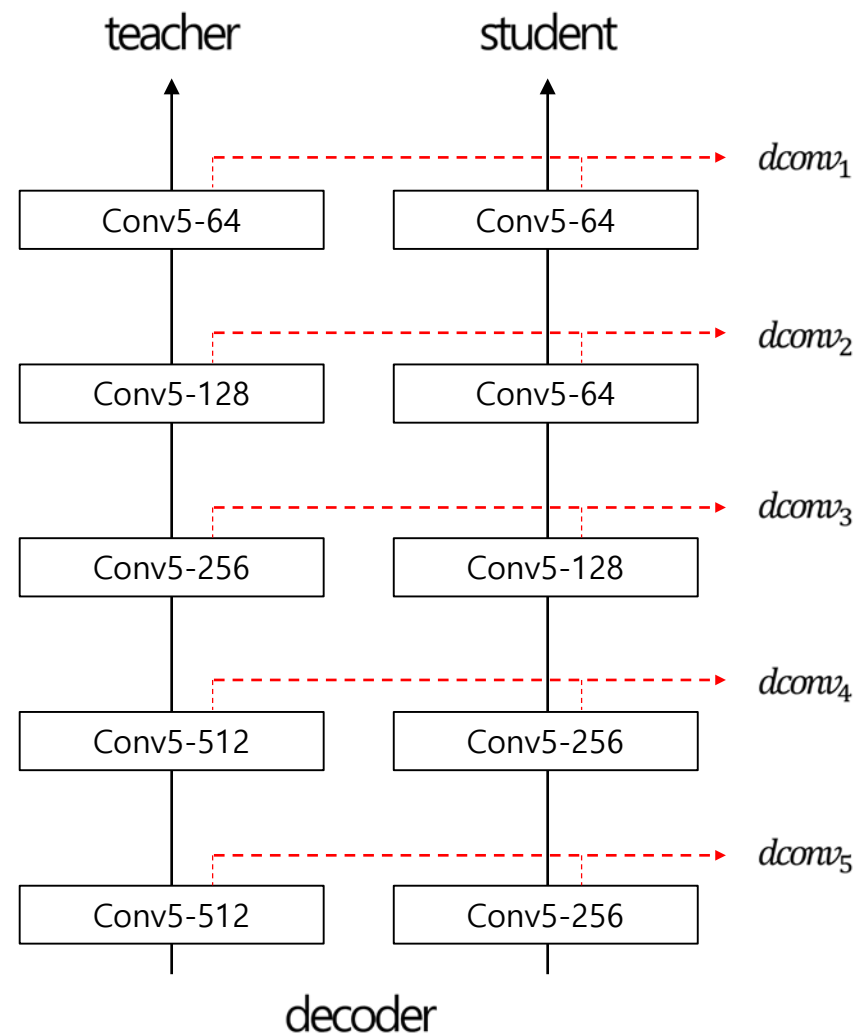 teacher student
dconv₁
Conv5-64 Conv5-64
dconv₂
Conv5-128 Conv5-64
dconv₃
Conv5-256 Conv5-128
dconv₄
Conv5-512 Conv5-256
dconv₅
Conv5-512 Conv5-256
decoder